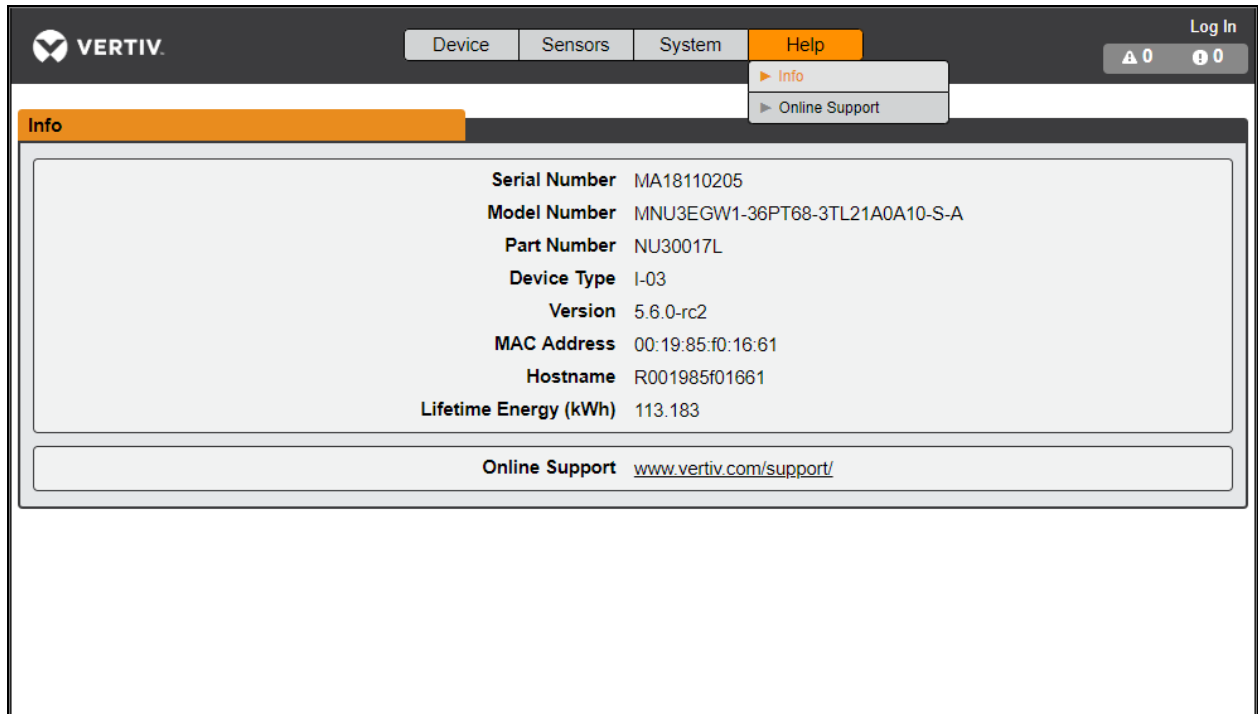 Log In
VERTIV.
Device Sensors System Help
0 0
Info
Online Support
Info
Serial Number MA18110205
Model Number MNU3EGW1-36PT68-3TL21A0A10-S-A
Part Number NU30017L
Device Type I-03
Version 5.6.0-rc2
MAC Address 00:19:85:f0:16:61
Hostname R001985f01661
Lifetime Energy (kWh) 113.183
Online Support www.vertiv.com/support/